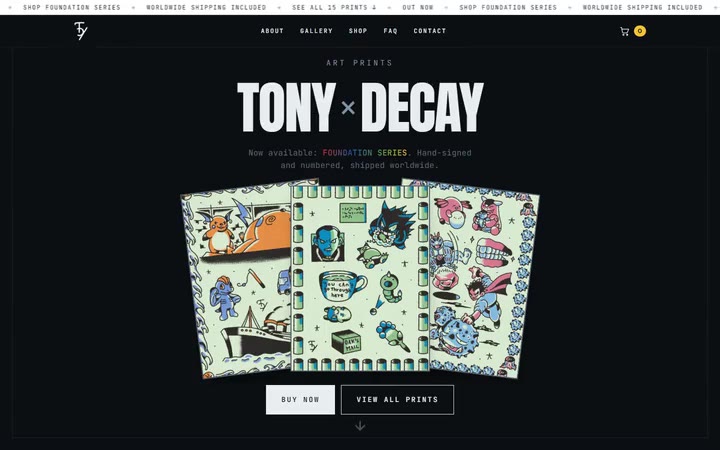 SHOP FOUNDATION SERIES + WORLDWIDE SHIPPING INCLUDED + SEE ALL 15 PRINTS ↓ + OUT NOW + SHOP FOUNDATION SERIES + WORLDWIDE SHIPPING INCLUDED
ABOUT GALLERY SHOP FAQ CONTACT 0
ART PRINTS
TONY × DECAY
Now available: FOUNDATION SERIES. Hand-signed
and numbered, shipped worldwide.
BUY NOW VIEW ALL PRINTS